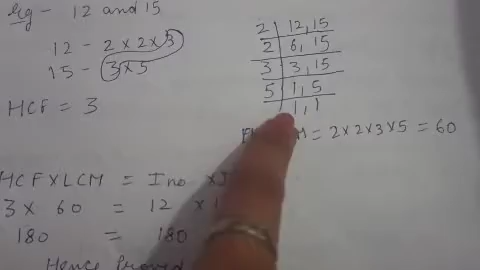 Eg - 12 and 15
12 - 2 x 2 x 3
15 - 3 x 5
HCF = 3
2 | 12, 15
2 | 6, 15
3 | 3, 15
5 | 1, 5
1, 1
= 2 x 2 x 3 x 5 = 60
HCF X LCM = I no X
3 X 60 = 12 X
180 = 180
Hence Proved